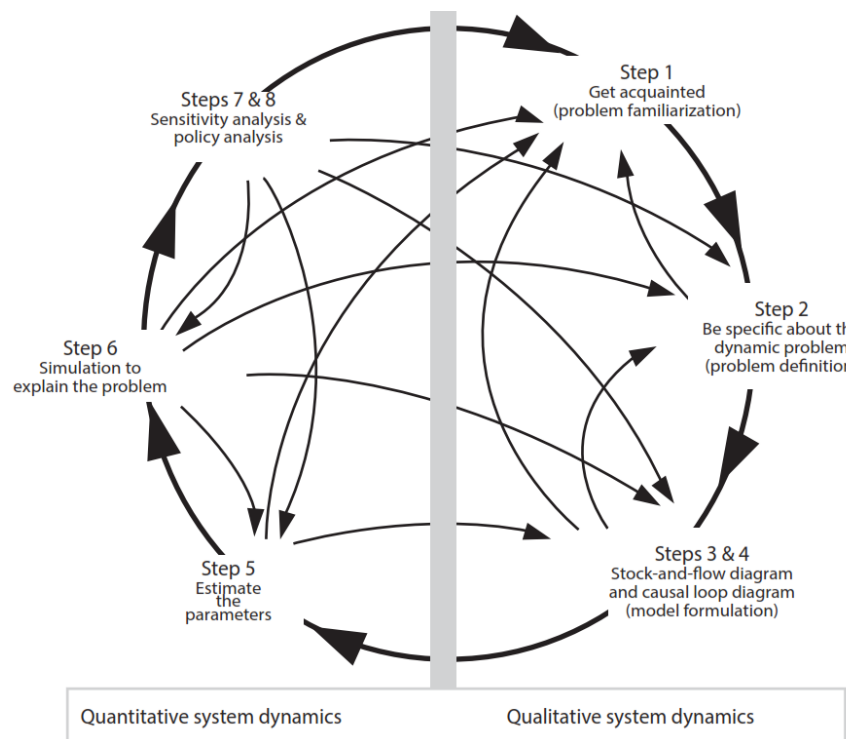 Step 1
Get acquainted
(problem familiarization)
Steps 7 & 8
Sensitivity analysis &
policy analysis
Step 2
Be specific about th
dynamic problem
(problem definition
Step 6
Simulation to
explain the problem
Steps 3 & 4
Stock-and-flow diagram
and causal loop diagram
(model formulation)
Step 5
Estimate
the
parameters
Quantitative system dynamics
Qualitative system dynamics